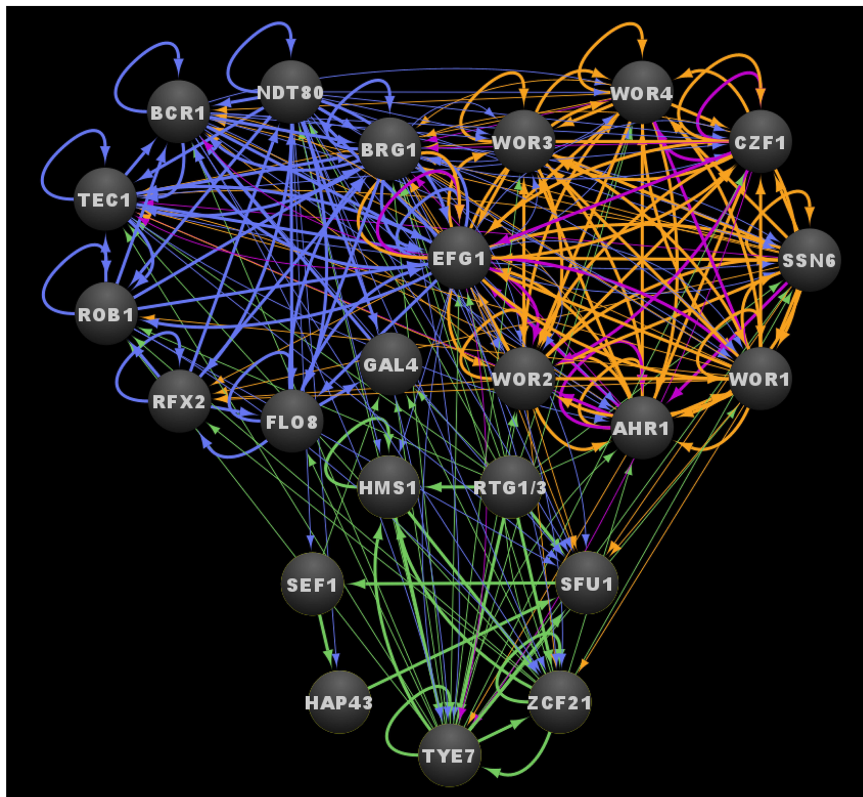 NDT80
WOR4
BCR1
CZF1
BRG1
WOR3
TEC1
EFG1
SSN6
ROB1
GAL4
WOR2
WOR1
RFX2
FLO8
AHR1
HMS1
RTG1/3
SEF1
SFU1
HAP43
ZCF21
TYE7